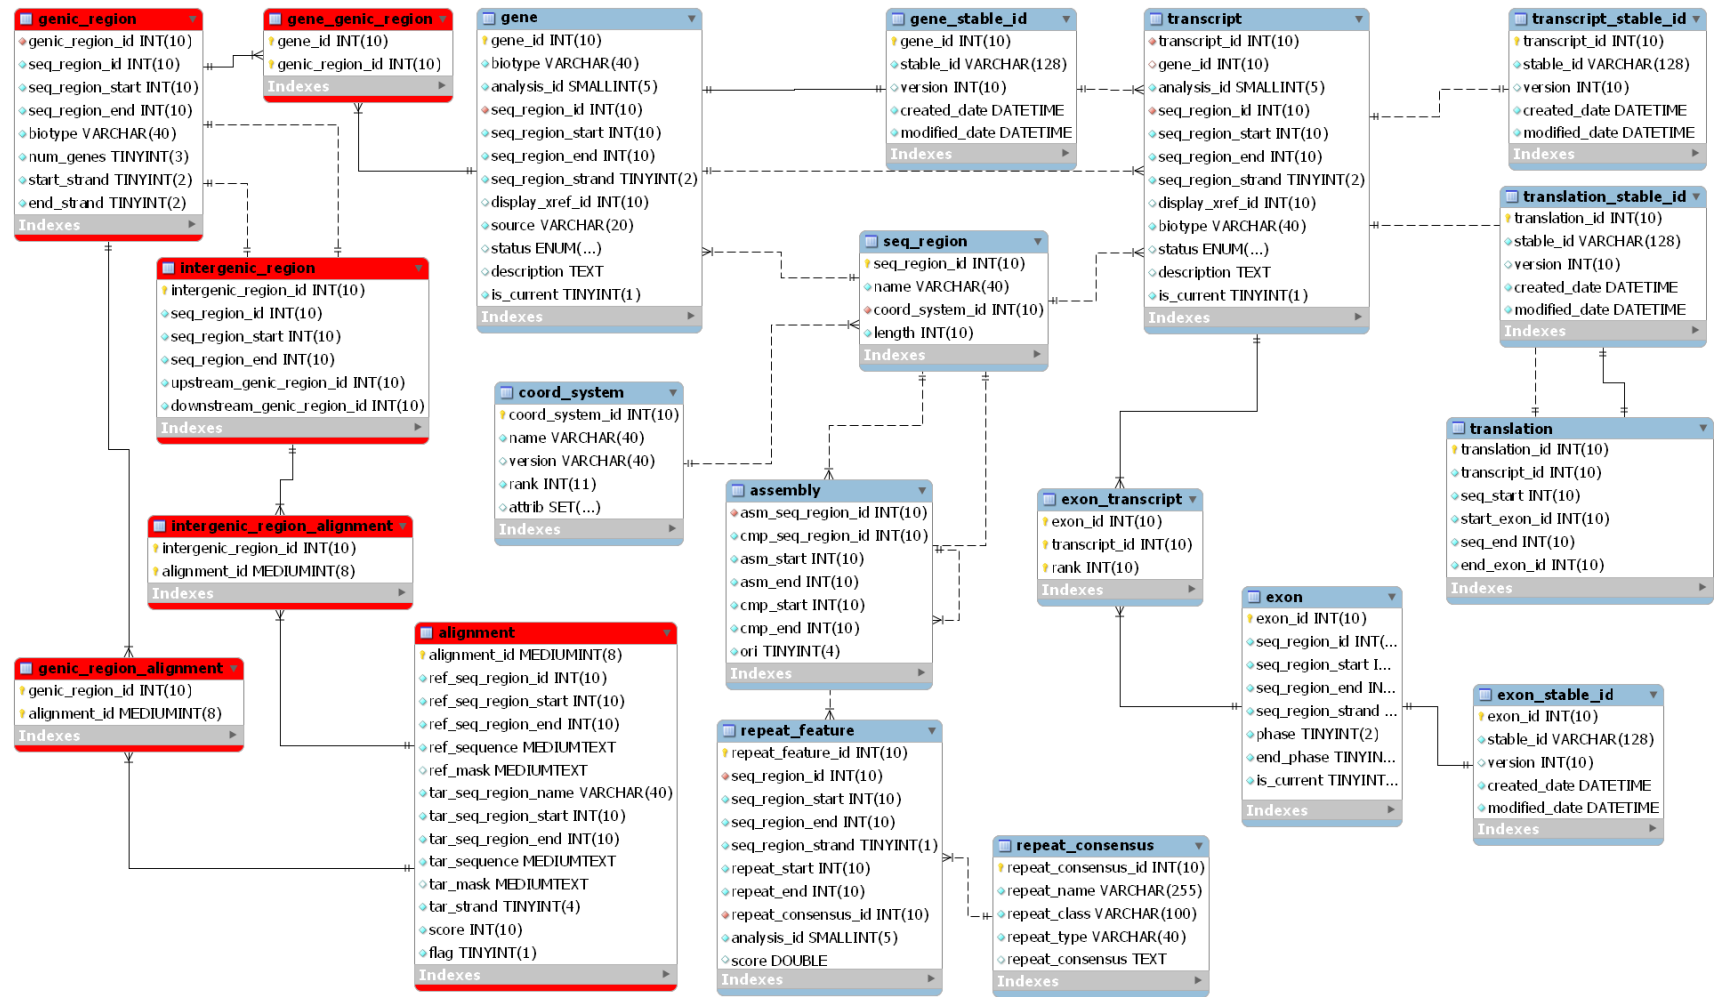 genic_region
genic_region_id INT(10)
seq_region_id INT(10)
seq_region_start INT(10)
seq_region_end INT(10)
biotype VARCHAR(40)
num_genes TINYINT(3)
start_strand TINYINT(2)
end_strand TINYINT(2)
Indexes
gene_genic_region
gene_id INT(10)
genic_region_id INT(10)
Indexes
gene
gene_id INT(10)
biotype VARCHAR(40)
analysis_id SMALLINT(5)
seq_region_id INT(10)
seq_region_start INT(10)
seq_region_end INT(10)
seq_region_strand TINYINT(2)
display_xref_id INT(10)
source VARCHAR(20)
status ENUM(...)
description TEXT
is_current TINYINT(1)
Indexes
gene_stable_id
gene_id INT(10)
stable_id VARCHAR(128)
version INT(10)
created_date DATETIME
modified_date DATETIME
Indexes
transcript
transcript_id INT(10)
gene_id INT(10)
analysis_id SMALLINT(5)
seq_region_id INT(10)
seq_region_start INT(10)
seq_region_end INT(10)
seq_region_strand TINYINT(2)
display_xref_id INT(10)
biotype VARCHAR(40)
status ENUM(...)
description TEXT
is_current TINYINT(1)
Indexes
transcript_stable_id
transcript_id INT(10)
stable_id VARCHAR(128)
version INT(10)
created_date DATETIME
modified_date DATETIME
Indexes
translation_stable_id
translation_id INT(10)
stable_id VARCHAR(128)
version INT(10)
created_date DATETIME
modified_date DATETIME
Indexes
seq_region
seq_region_id INT(10)
name VARCHAR(40)
coord_system_id INT(10)
length INT(10)
Indexes
intergenic_region
intergenic_region_id INT(10)
seq_region_id INT(10)
seq_region_start INT(10)
seq_region_end INT(10)
upstream_genic_region_id INT(10)
downstream_genic_region_id INT(10)
Indexes
coord_system
coord_system_id INT(10)
name VARCHAR(40)
version VARCHAR(40)
rank INT(11)
attrib SET(...)
Indexes
translation
translation_id INT(10)
transcript_id INT(10)
seq_start INT(10)
start_exon_id INT(10)
seq_end INT(10)
end_exon_id INT(10)
Indexes
assembly
asm_seq_region_id INT(10)
cmp_seq_region_id INT(10)
asm_start INT(10)
asm_end INT(10)
cmp_start INT(10)
cmp_end INT(10)
ori TINYINT(4)
Indexes
exon_transcript
exon_id INT(10)
transcript_id INT(10)
rank INT(10)
Indexes
intergenic_region_alignment
intergenic_region_id INT(10)
alignment_id MEDIUMINT(8)
Indexes
exon
exon_id INT(10)
seq_region_id INT(...
seq_region_start I...
seq_region_end IN...
seq_region_strand ...
phase TINYINT(2)
end_phase TINYIN...
is_current TINYINT...
Indexes
alignment
alignment_id MEDIUMINT(8)
ref_seq_region_id INT(10)
ref_seq_region_start INT(10)
ref_seq_region_end INT(10)
ref_sequence MEDIUMTEXT
ref_mask MEDIUMTEXT
tar_seq_region_name VARCHAR(40)
tar_seq_region_start INT(10)
tar_seq_region_end INT(10)
tar_sequence MEDIUMTEXT
tar_mask MEDIUMTEXT
tar_strand TINYINT(4)
score INT(10)
flag TINYINT(1)
Indexes
genic_region_alignment
genic_region_id INT(10)
alignment_id MEDIUMINT(8)
Indexes
exon_stable_id
exon_id INT(10)
stable_id VARCHAR(128)
version INT(10)
created_date DATETIME
modified_date DATETIME
Indexes
repeat_feature
repeat_feature_id INT(10)
seq_region_id INT(10)
seq_region_start INT(10)
seq_region_end INT(10)
seq_region_strand TINYINT(1)
repeat_start INT(10)
repeat_end INT(10)
repeat_consensus_id INT(10)
analysis_id SMALLINT(5)
score DOUBLE
Indexes
repeat_consensus
repeat_consensus_id INT(10)
repeat_name VARCHAR(255)
repeat_class VARCHAR(100)
repeat_type VARCHAR(40)
repeat_consensus TEXT
Indexes